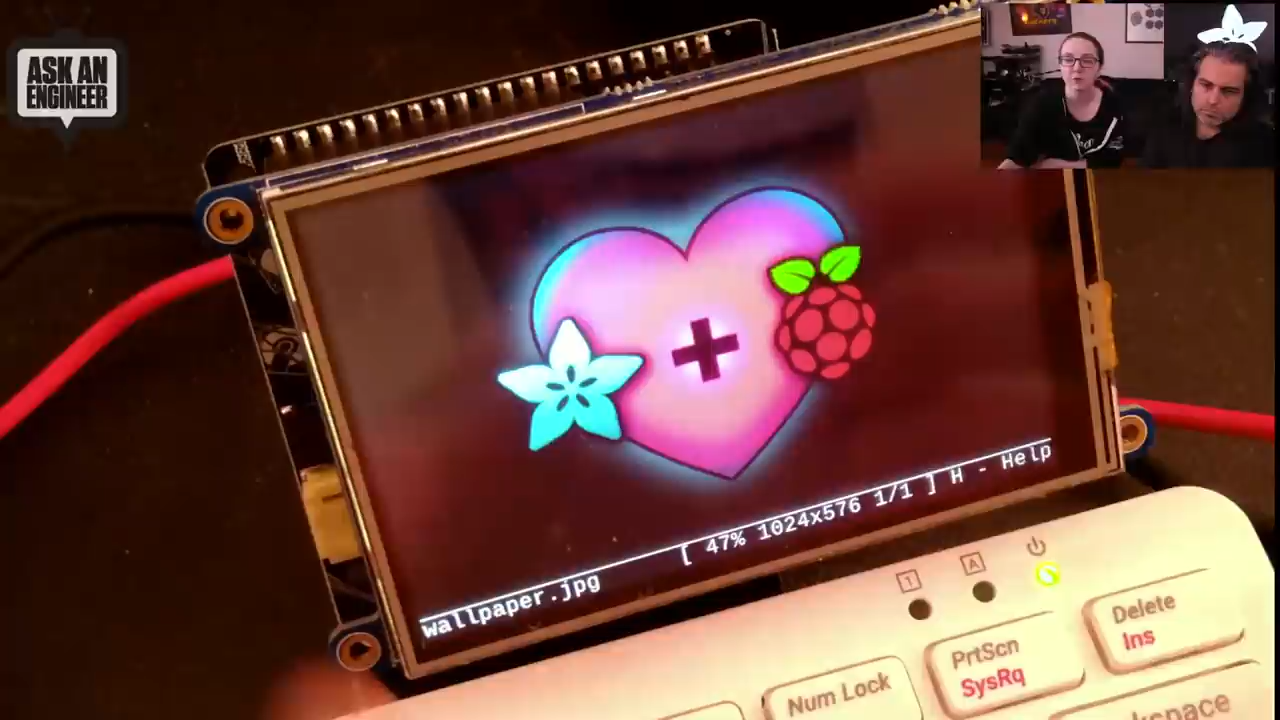 ASK AN
ENGINEER
wallpaper.jpg [ 47% 1024x576 1/1 ] H - Help
1 A
Delete
Ins
PrtScn
SysRq
Num Lock